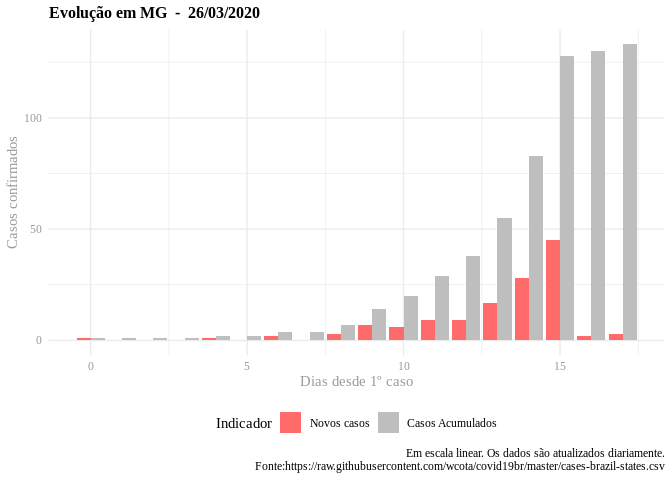 Evolução em MG  -  26/03/2020
Casos confirmados
100
50
0
0
5
10
15
Dias desde 1º caso
Indicador
Novos casos
Casos Acumulados
Em escala linear. Os dados são atualizados diariamente.
Fonte:https://raw.githubusercontent.com/wcota/covid19br/master/cases-brazil-states.csv